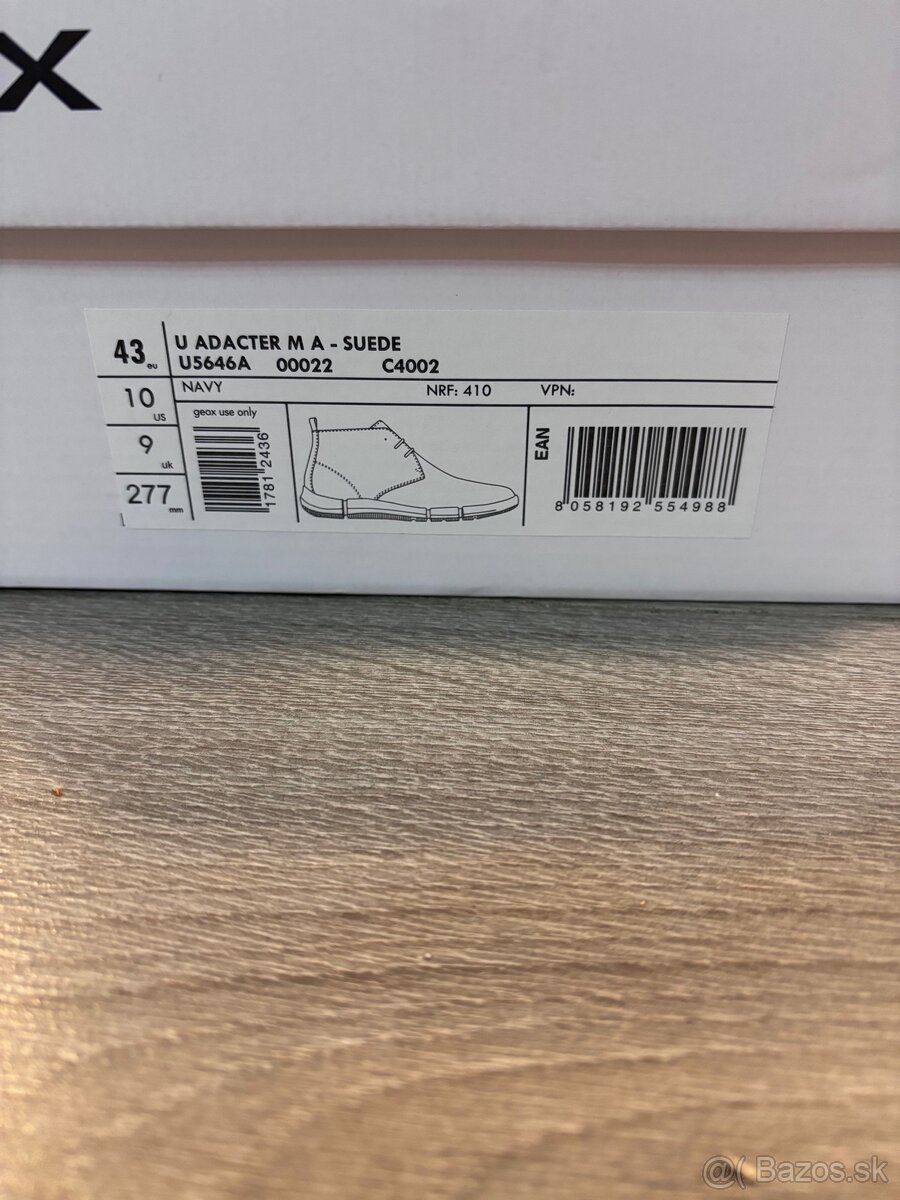 X
43 eu
U ADACTER M A - SUEDE
U5646A 00022 C4002
10 US
NAVY NRF: 410 VPN:
9 uk
geox use only
1781 2436
EAN
8 058192 554988
277 mm
Bazos.sk